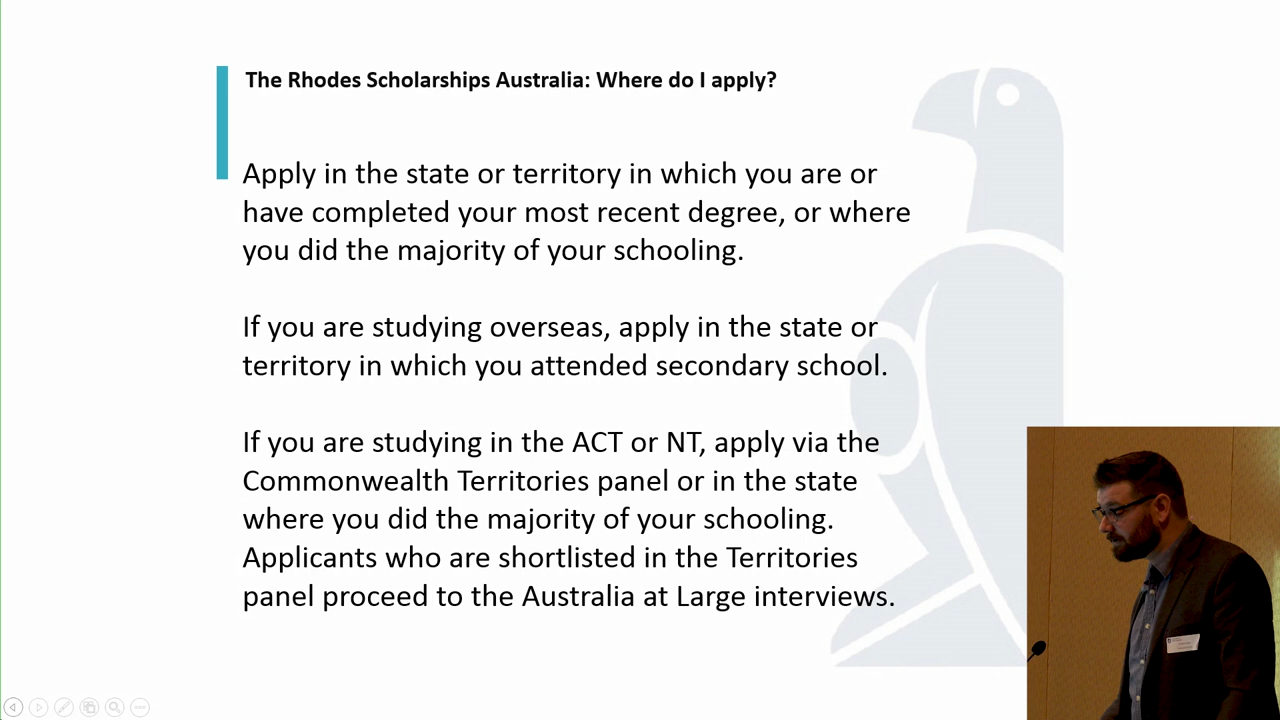 The Rhodes Scholarships Australia: Where do I apply?
Apply in the state or territory in which you are or
have completed your most recent degree, or where
you did the majority of your schooling.
If you are studying overseas, apply in the state or
territory in which you attended secondary school.
If you are studying in the ACT or NT, apply via the
Commonwealth Territories panel or in the state
where you did the majority of your schooling.
Applicants who are shortlisted in the Territories
panel proceed to the Australia at Large interviews.